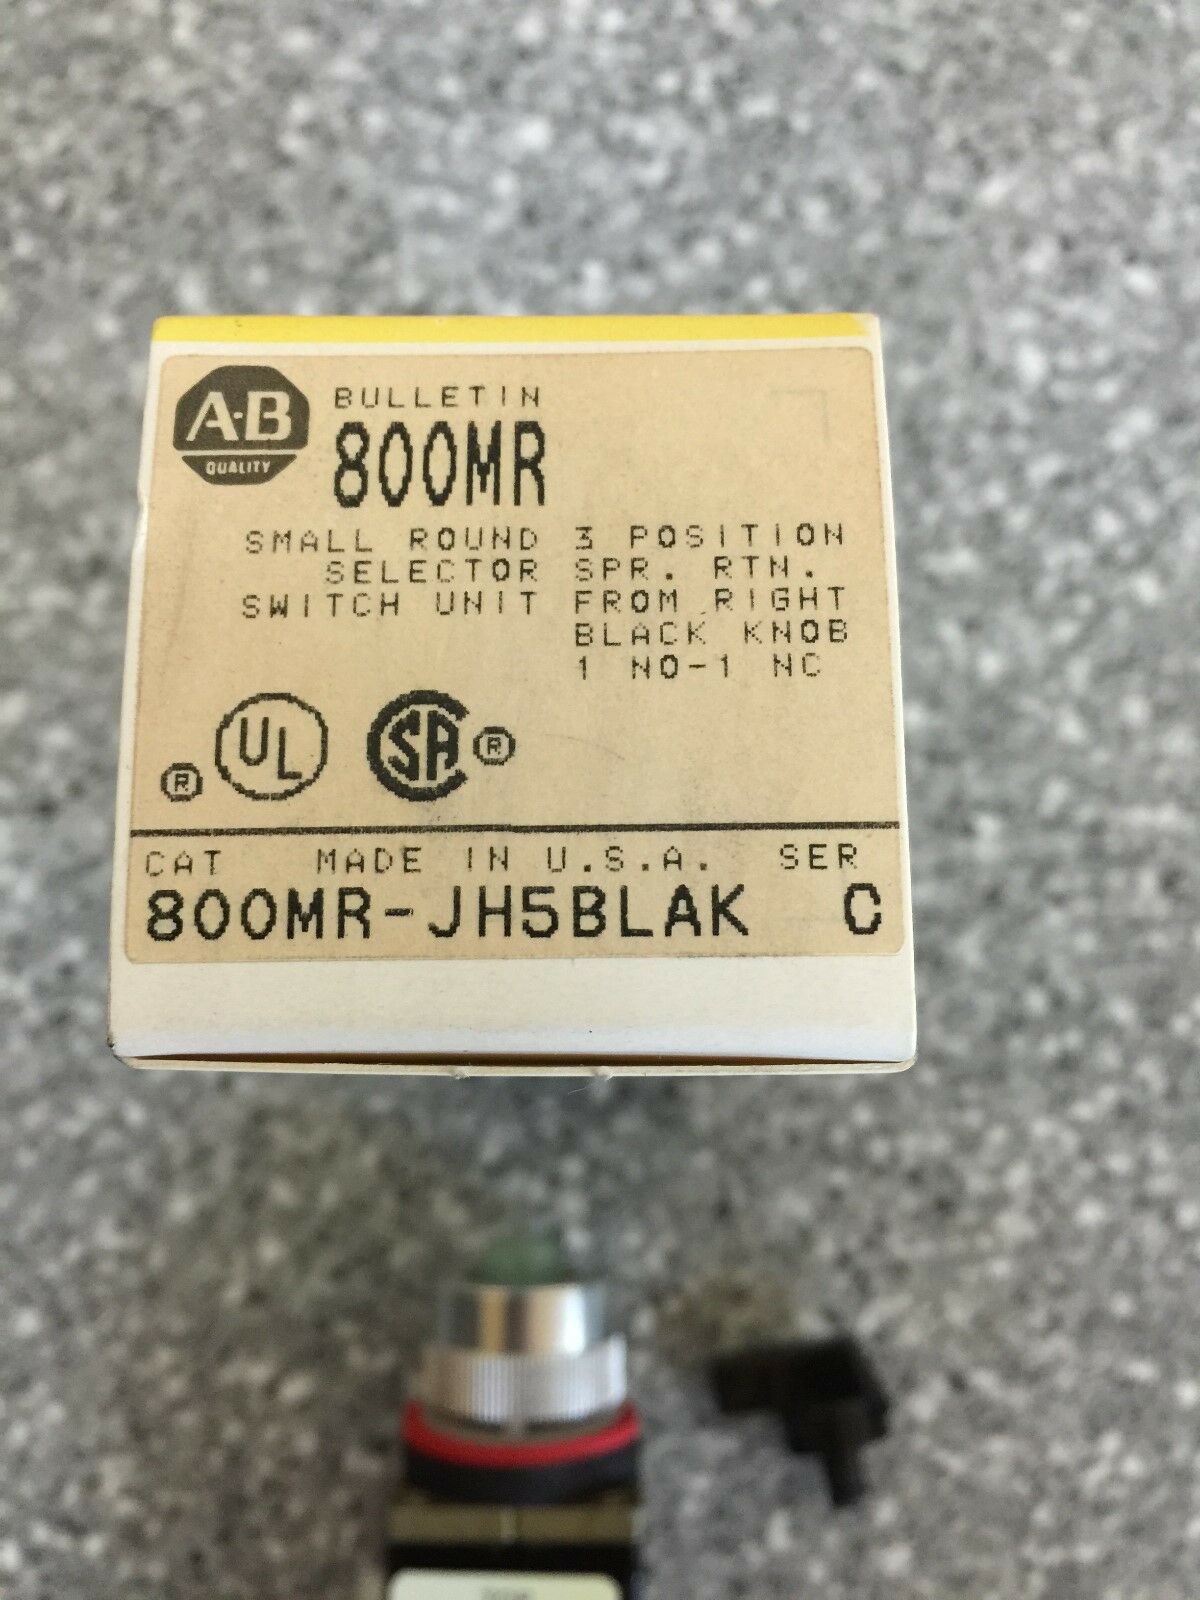 A-B
QUALITY
BULLETIN
800MR
SMALL ROUND 3 POSITION
SELECTOR SPR. RTN.
SWITCH UNIT FROM RIGHT
BLACK KNOB
1 NO-1 NC
® UL SA ®
CAT MADE IN U.S.A. SER
800MR-JH5BLAK C